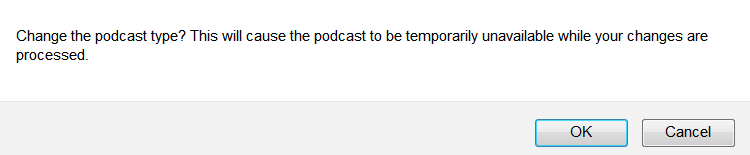 Change the podcast type? This will cause the podcast to be temporarily unavailable while your changes are
processed.
OK
Cancel